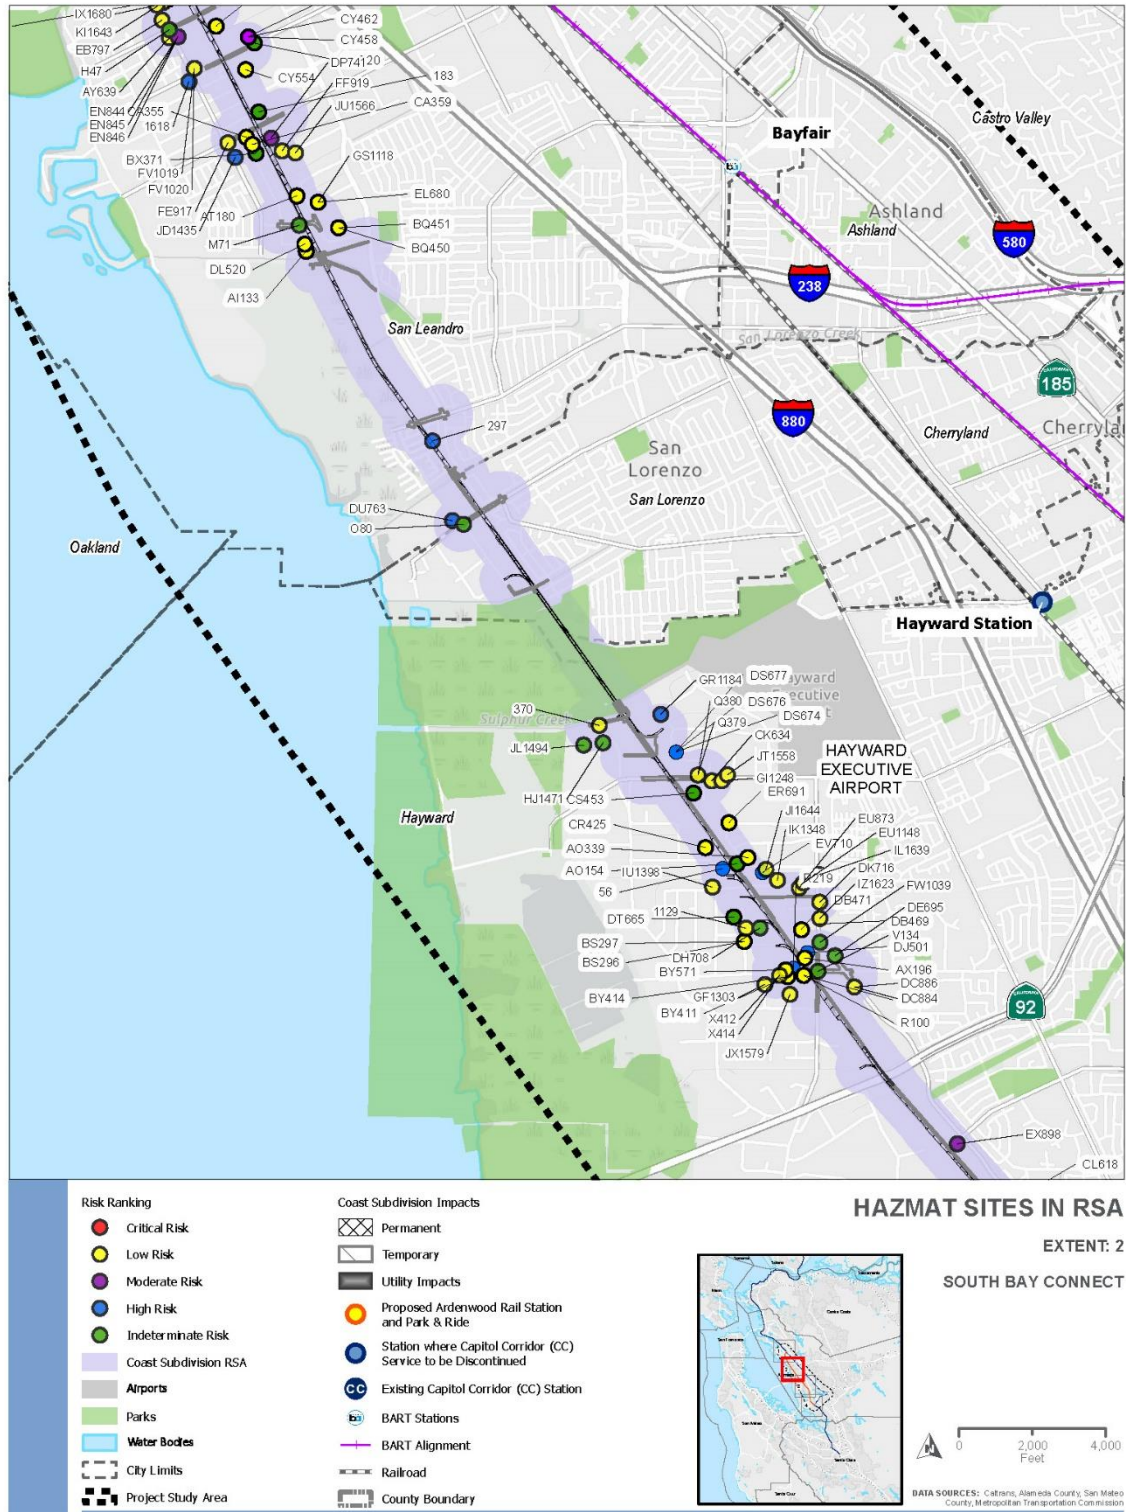 IX1680
KI1643
EB797
H47
AY639
EN844
CA355
EN845
EN846
1618
BX371
FV1019
FV1020
FE917
AT180
JD1435
M71
DL520
AI133
CY462
CY458
DP741
120
CY554
FF919
183
JU1566
CA359
GS1118
EL680
BQ451
BQ450
Bayfair
Castro Valley
Ashland
Ashland
580
238
San Leandro
San Lorenzo Creek
185
880
297
Cherryland
San
Lorenzo
San Lorenzo
DU763
O80
Oakland
Hayward Station
GR1184
DS677
Q380
DS676
Q379
DS674
370
Sulphur Creek
CK634
JL1494
JT1558
GI1248
HAYWARD
EXECUTIVE
AIRPORT
HJ1471
CS453
ER691
JI1644
Hayward
CR425
IK1348
EU873
AO339
EV710
EU1148
AO154
IU1398
R219
IL1639
56
DK716
IZ1623
DB471
FW1039
DT665
1129
DE695
DB469
BS297
V134
DH708
DJ501
BS296
BY571
AX196
BY414
DC886
GF1303
DC884
BY411
X412
R100
X414
92
JX1579
EX898
CL618
Risk Ranking
Critical Risk
Low Risk
Moderate Risk
High Risk
Indeterminate Risk
Coast Subdivision RSA
Airports
Parks
Water Bodies
City Limits
Project Study Area
Coast Subdivision Impacts
Permanent
Temporary
Utility Impacts
Proposed Ardenwood Rail Station
and Park & Ride
Station where Capitol Corridor (CC)
Service to be Discontinued
CC
Existing Capitol Corridor (CC) Station
BART Stations
BART Alignment
Railroad
County Boundary
HAZMAT SITES IN RSA
EXTENT: 2
SOUTH BAY CONNECT
0 2,000 4,000
Feet
DATA SOURCES: Caltrans, Alameda County, San Mateo
County, Metropolitan Transportation Commission